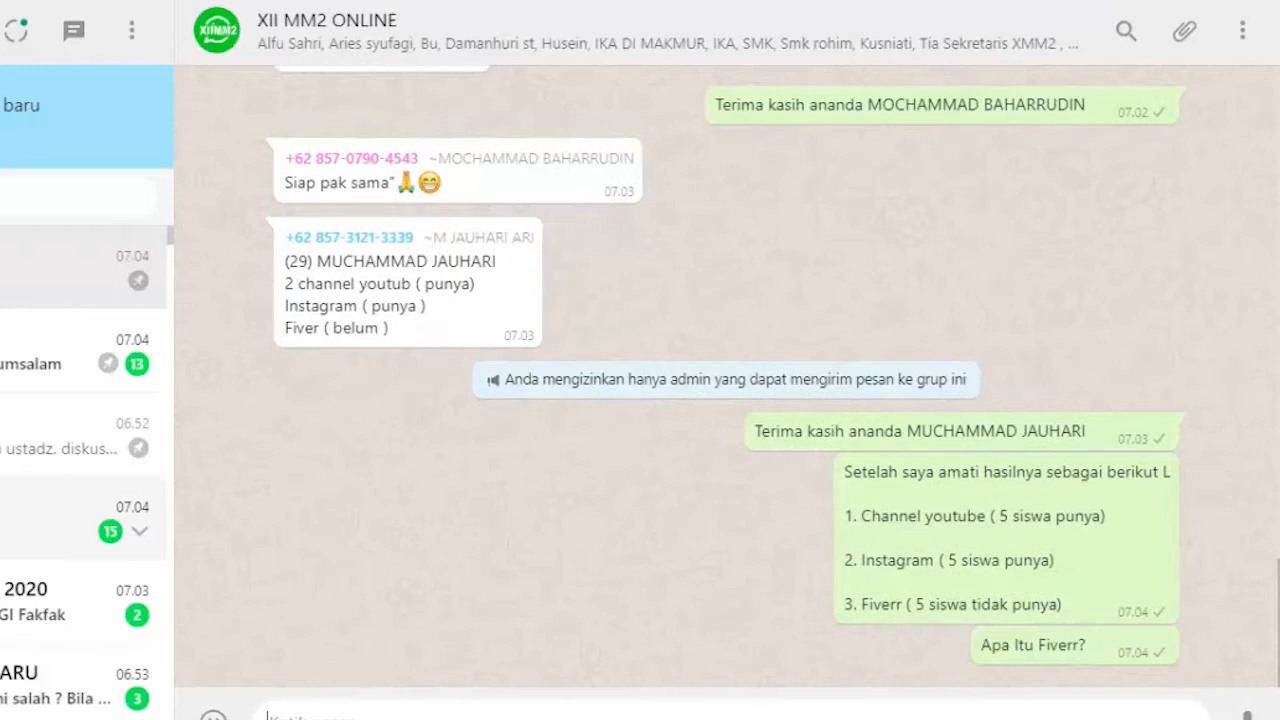 XIIMM2
XII MM2 ONLINE
Alfu Sahri, Aries syufagi, Bu, Damanhuri st, Husein, IKA DI MAKMUR, IKA, SMK, Smk rohim, Kusniati, Tia Sekretaris XMM2 , ...
baru
07.04
07.04
umsalam
13
06.52
ustadz. diskus...
07.04
15
2020
07.03
GI Fakfak
2
ARU
06.53
ni salah ? Bila ...
3
Terima kasih ananda MOCHAMMAD BAHARRUDIN
07.02
+62 857-0790-4543 ~MOCHAMMAD BAHARRUDIN
Siap pak sama"🙏😁
07.03
+62 857-3121-3339 ~M JAUHARI ARI
(29) MUCHAMMAD JAUHARI
2 channel youtub ( punya)
Instagram ( punya )
Fiver ( belum )
07.03
Anda mengizinkan hanya admin yang dapat mengirim pesan ke grup ini
Terima kasih ananda MUCHAMMAD JAUHARI
07.03
Setelah saya amati hasilnya sebagai berikut L
1. Channel youtube ( 5 siswa punya)
2. Instagram ( 5 siswa punya)
3. Fiverr ( 5 siswa tidak punya)
07.04
Apa Itu Fiverr?
07.04